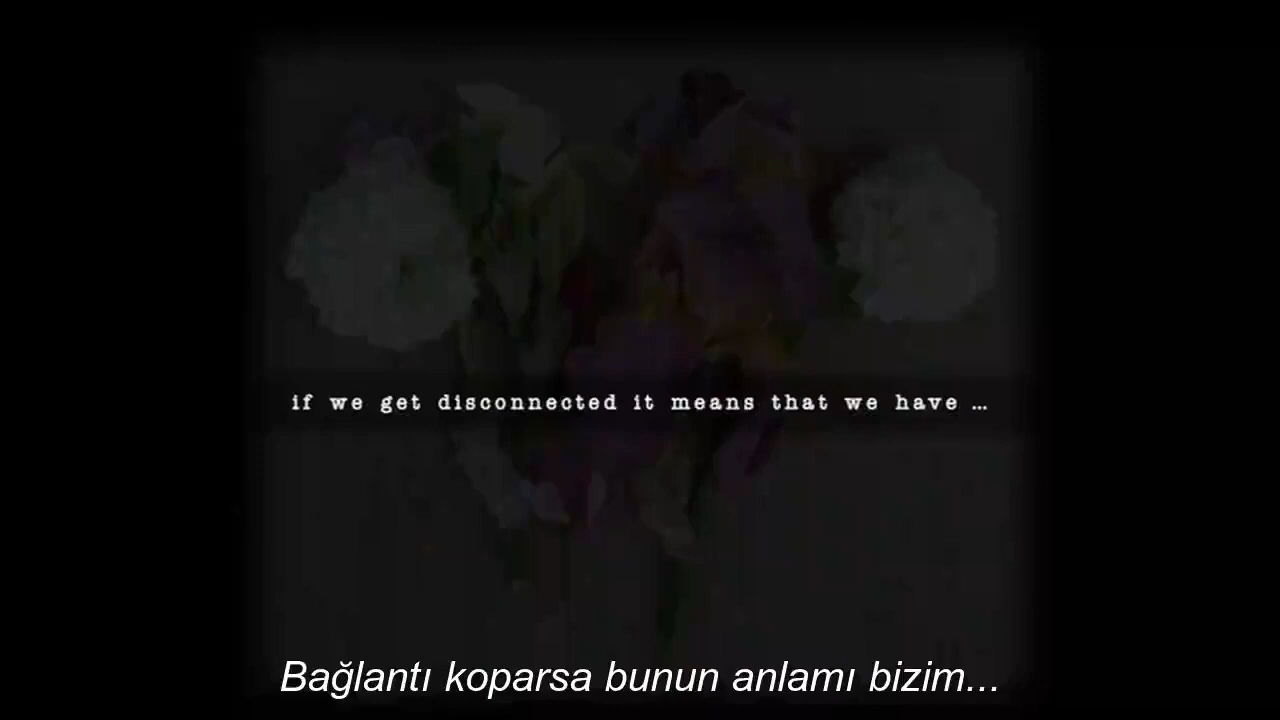 if we get disconnected it means that we have ...
Bağlantı koparsa bunun anlamı bizim...